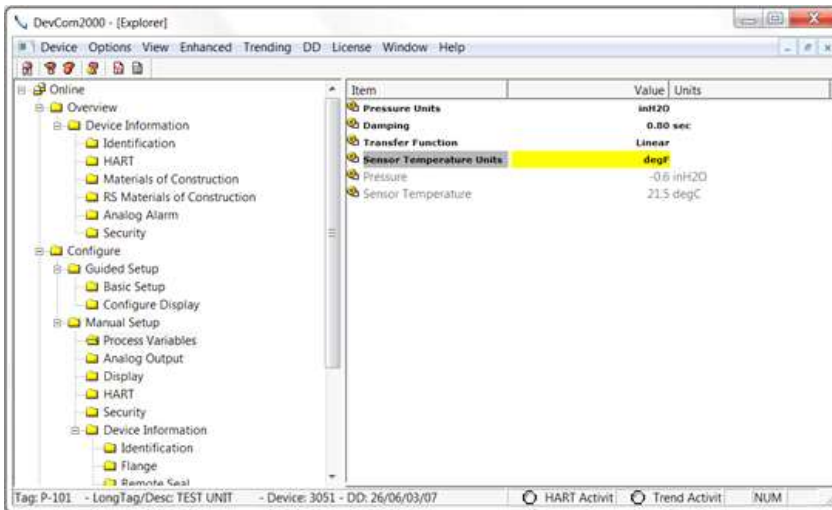 DevCom2000 - [Explorer]
Device Options View Enhanced Trending DD License Window Help
Online
Overview
Device Information
Identification
HART
Materials of Construction
RS Materials of Construction
Analog Alarm
Security
Configure
Guided Setup
Basic Setup
Configure Display
Manual Setup
Process Variables
Analog Output
Display
HART
Security
Device Information
Identification
Flange
Remote Seal
Item Value Units
Pressure Units inH2O
Damping 0.80 sec
Transfer Function Linear
Sensor Temperature Units degF
Pressure -0.6 inH2O
Sensor Temperature 21.5 degC
Tag: P-101 - LongTag/Desc: TEST UNIT - Device: 3051 - DD: 26/06/03/07 HART Activit Trend Activit NUM